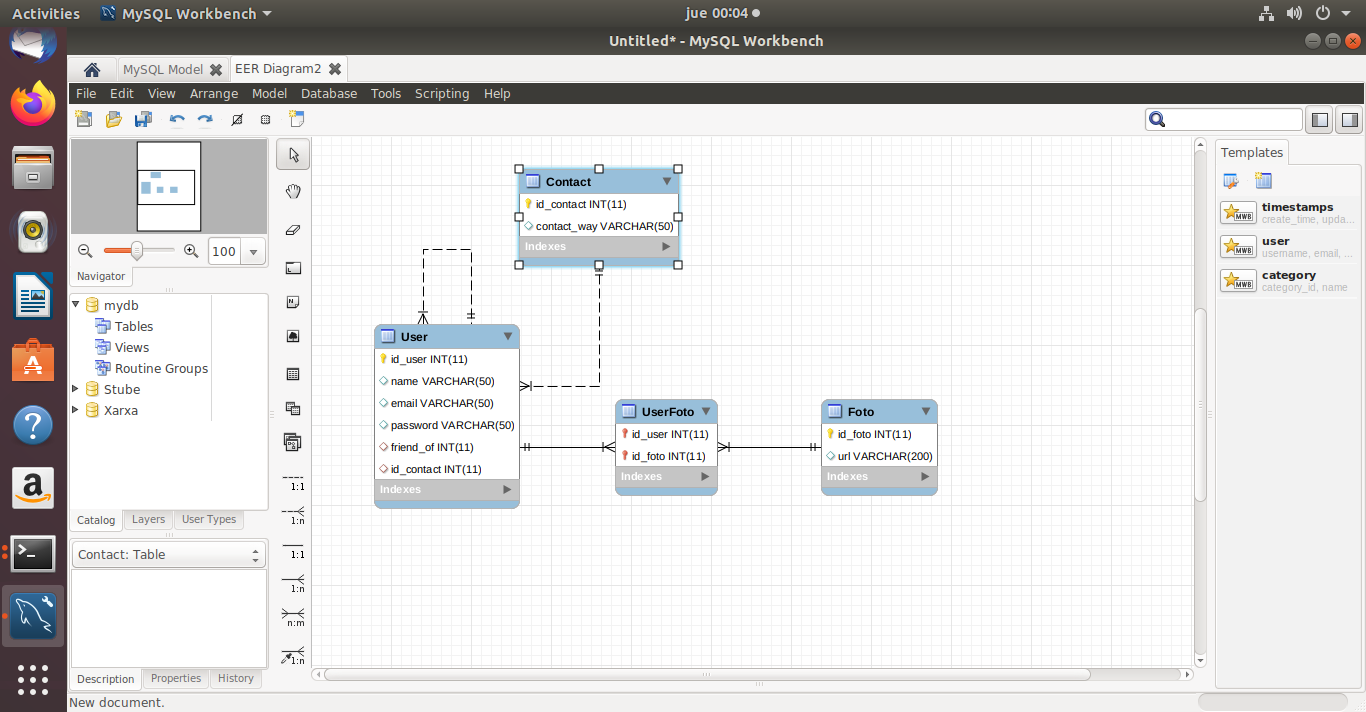 Activities
MySQL Workbench
jue 00:04
Untitled* - MySQL Workbench
MySQL Model
EER Diagram2
File Edit View Arrange Model Database Tools Scripting Help
100
Navigator
mydb
Tables
Views
Routine Groups
Stube
Xarxa
Catalog
Layers
User Types
Contact: Table
Description
Properties
History
New document.
1:1
1:n
1:1
1:n
n:m
1:n
Contact
id_contact INT(11)
contact_way VARCHAR(50)
Indexes
User
id_user INT(11)
name VARCHAR(50)
email VARCHAR(50)
password VARCHAR(50)
friend_of INT(11)
id_contact INT(11)
Indexes
UserFoto
id_user INT(11)
id_foto INT(11)
Indexes
Foto
id_foto INT(11)
url VARCHAR(200)
Indexes
Templates
MWB
timestamps
create_time, upda...
MWB
user
username, email, ...
MWB
category
category_id, name